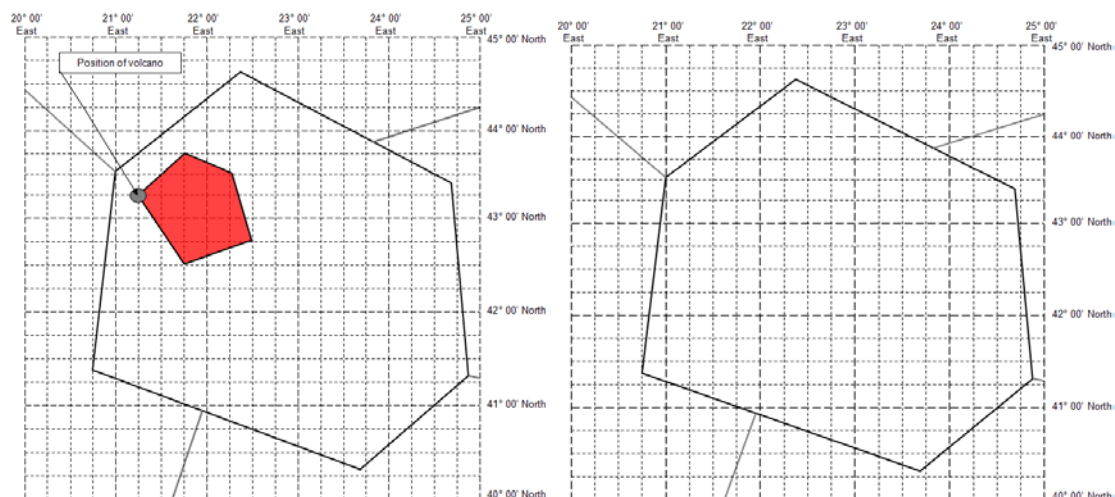 20° 00' 21° 00' 22° 00' 23° 00' 24° 00' 25° 00'
East East East East East East
45° 00' North
Position of volcano
44° 00' North
43° 00' North
42° 00' North
41° 00' North
40° 00' North
20° 00' 21° 00' 22° 00' 23° 00' 24° 00' 25° 00'
East East East East East East
45° 00' North
44° 00' North
43° 00' North
42° 00' North
41° 00' North
40° 00' North